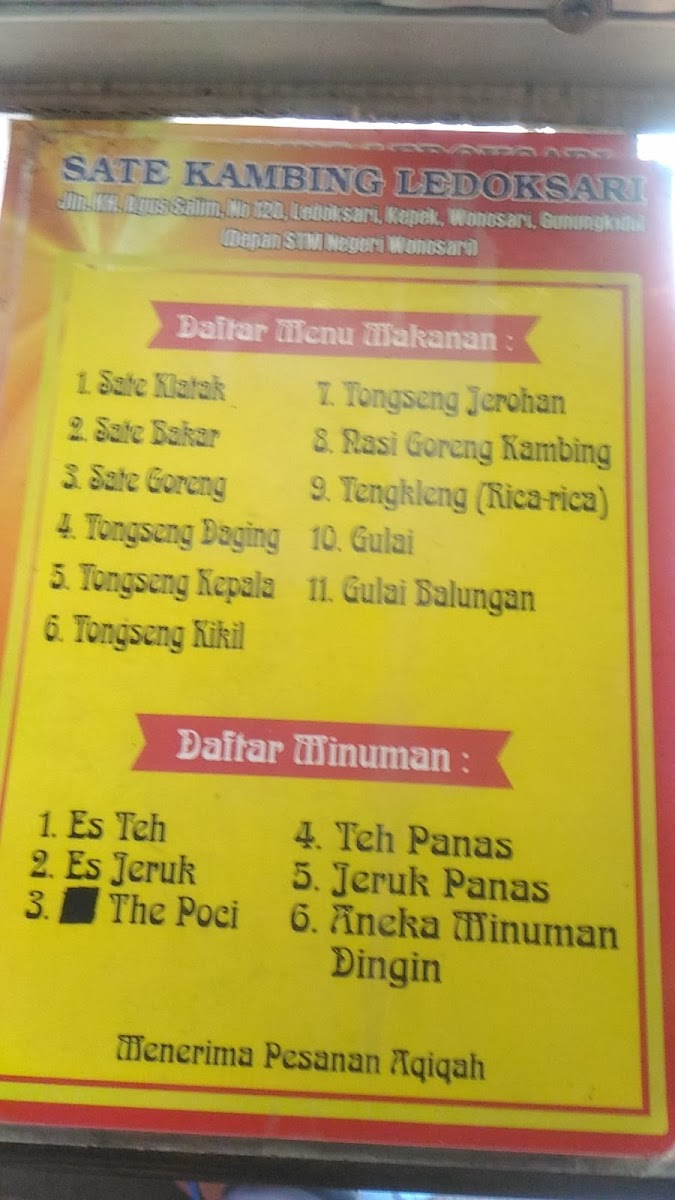 SATE KAMBING LEDOKSARI
Jln. KH. Agus Salim, No 120, Ledoksari, Kepek, Wonosari, Gunungkidul
(Depan STM Negeri Wonosari)
Daftar Menu Makanan :
1. Sate Klatak
2. Sate Bakar
3. Sate Goreng
4. Tongseng Daging
5. Tongseng Kepala
6. Tongseng Kikil
7. Tongseng Jerohan
8. Nasi Goreng Kambing
9. Tengkleng (Rica-rica)
10. Gulai
11. Gulai Balungan
Daftar Minuman :
1. Es Teh
2. Es Jeruk
3. The Poci
4. Teh Panas
5. Jeruk Panas
6. Aneka Minuman
Dingin
Menerima Pesanan Aqiqah